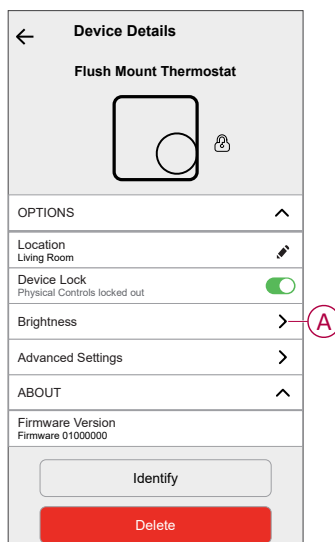 Device Details
Flush Mount Thermostat
OPTIONS
Location
Living Room
Device Lock
Physical Controls locked out
Brightness
A
Advanced Settings
ABOUT
Firmware Version
Firmware 01000000
Identify
Delete